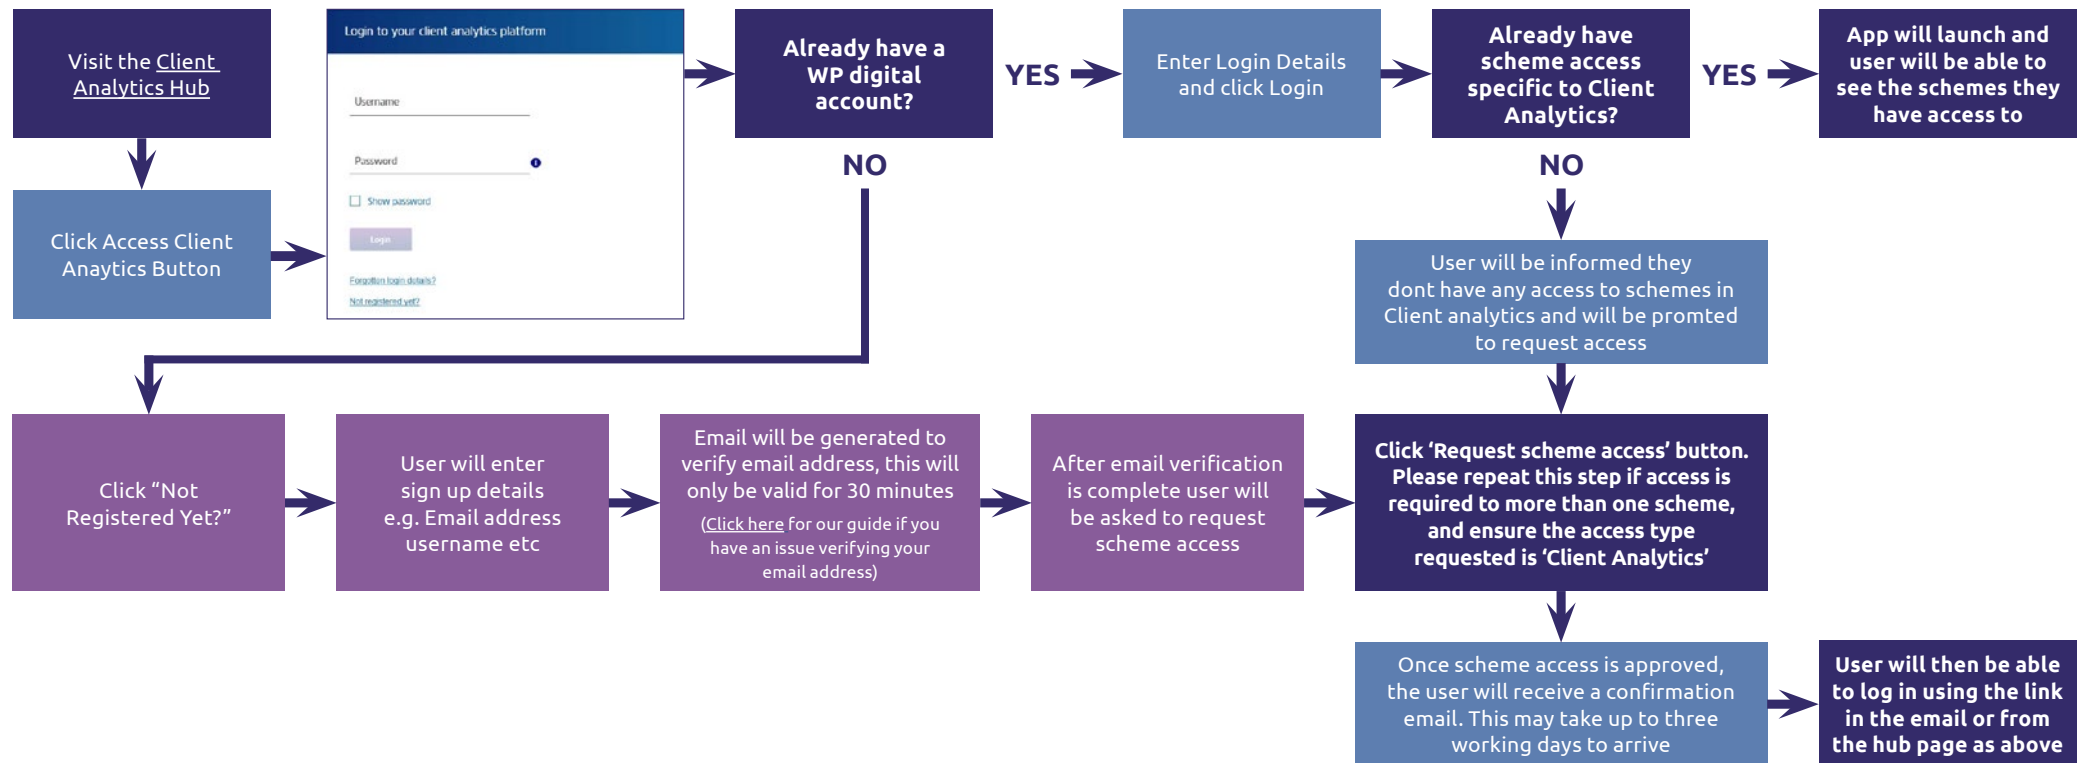 Visit the Client
Analytics Hub
Click Access Client
Anaytics Button
Login to your client analytics platform
Username
Password
Show password
Login
Forgotten login details?
Not registered yet?
Already have a
WP digital
account?
YES
NO
Enter Login Details
and click Login
Already have
scheme access
specific to Client
Analytics?
YES
NO
App will launch and
user will be able to
see the schemes they
have access to
User will be informed they
dont have any access to schemes in
Client analytics and will be promted
to request access
Click “Not
Registered Yet?”
User will enter
sign up details
e.g. Email address
username etc
Email will be generated to
verify email address, this will
only be valid for 30 minutes
(Click here for our guide if you
have an issue verifying your
email address)
After email verification
is complete user will
be asked to request
scheme access
Click ‘Request scheme access’ button.
Please repeat this step if access is
required to more than one scheme,
and ensure the access type
requested is ‘Client Analytics’
Once scheme access is approved,
the user will receive a confirmation
email. This may take up to three
working days to arrive
User will then be able
to log in using the link
in the email or from
the hub page as above